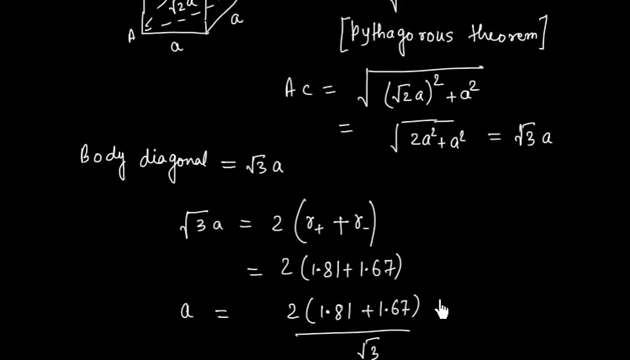 √2a
A
a
a
√
[Pythagorous theorem]
AC = √(√2a)² + a²
= √2a² + a² = √3 a
Body diagonal = √3 a
√3 a = 2 (r₊ + r₋)
= 2 (1.81 + 1.67)
a = 2 (1.81 + 1.67)
√3